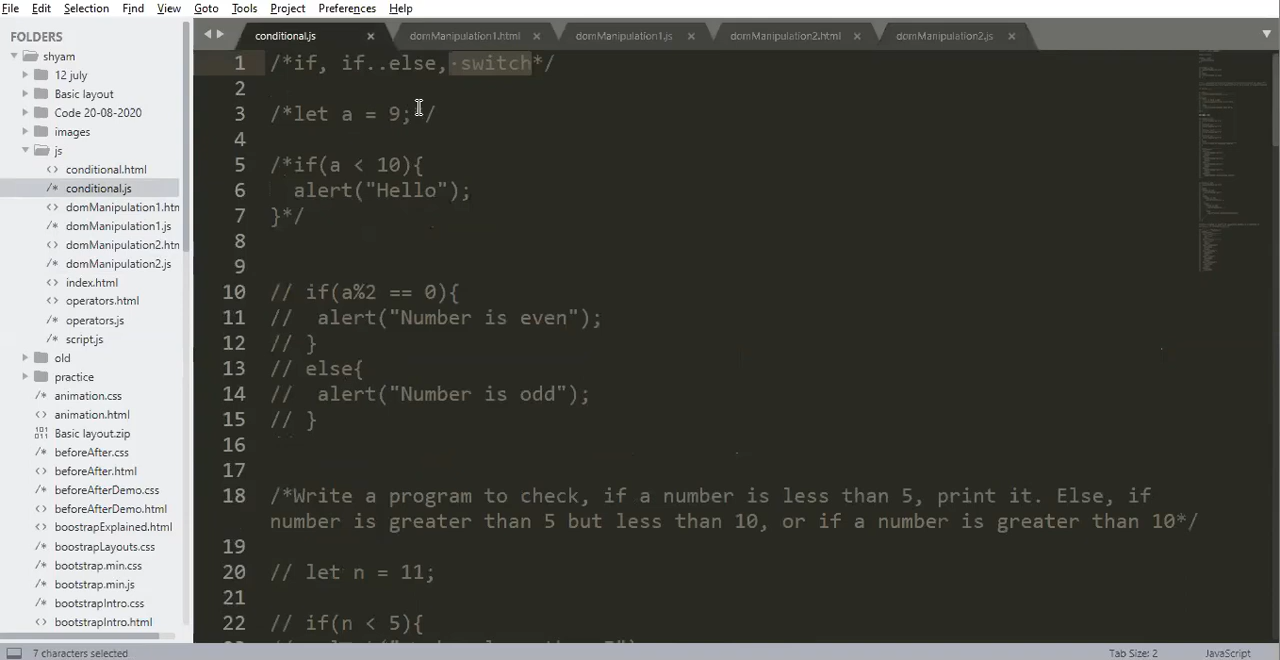 File Edit Selection Find View Goto Tools Project Preferences Help
FOLDERS
shyam
12 july
Basic layout
Code 20-08-2020
images
js
conditional.html
conditional.js
domManipulation1.htn
domManipulation1.js
domManipulation2.htn
domManipulation2.js
index.html
operators.html
operators.js
script.js
old
practice
animation.css
animation.html
Basic layout.zip
beforeAfter.css
beforeAfter.html
beforeAfterDemo.css
beforeAfterDemo.html
boostrapExplained.html
boostrapLayouts.css
bootstrap.min.css
bootstrap.min.js
bootstrapIntro.css
bootstrapIntro.html
conditional.js domManipulation1.html domManipulation1.js domManipulation2.html domManipulation2.js
1 /*if, if..else, switch*/
2
3 /*let a = 9;*/
4
5 /*if(a < 10){
6 alert("Hello");
7 }*/
8
9
10 // if(a%2 == 0){
11 // alert("Number is even");
12 // }
13 // else{
14 // alert("Number is odd");
15 // }
16
17
18 /*Write a program to check, if a number is less than 5, print it. Else, if
number is greater than 5 but less than 10, or if a number is greater than 10*/
19
20 // let n = 11;
21
22 // if(n < 5){
7 characters selected Tab Size: 2 JavaScript